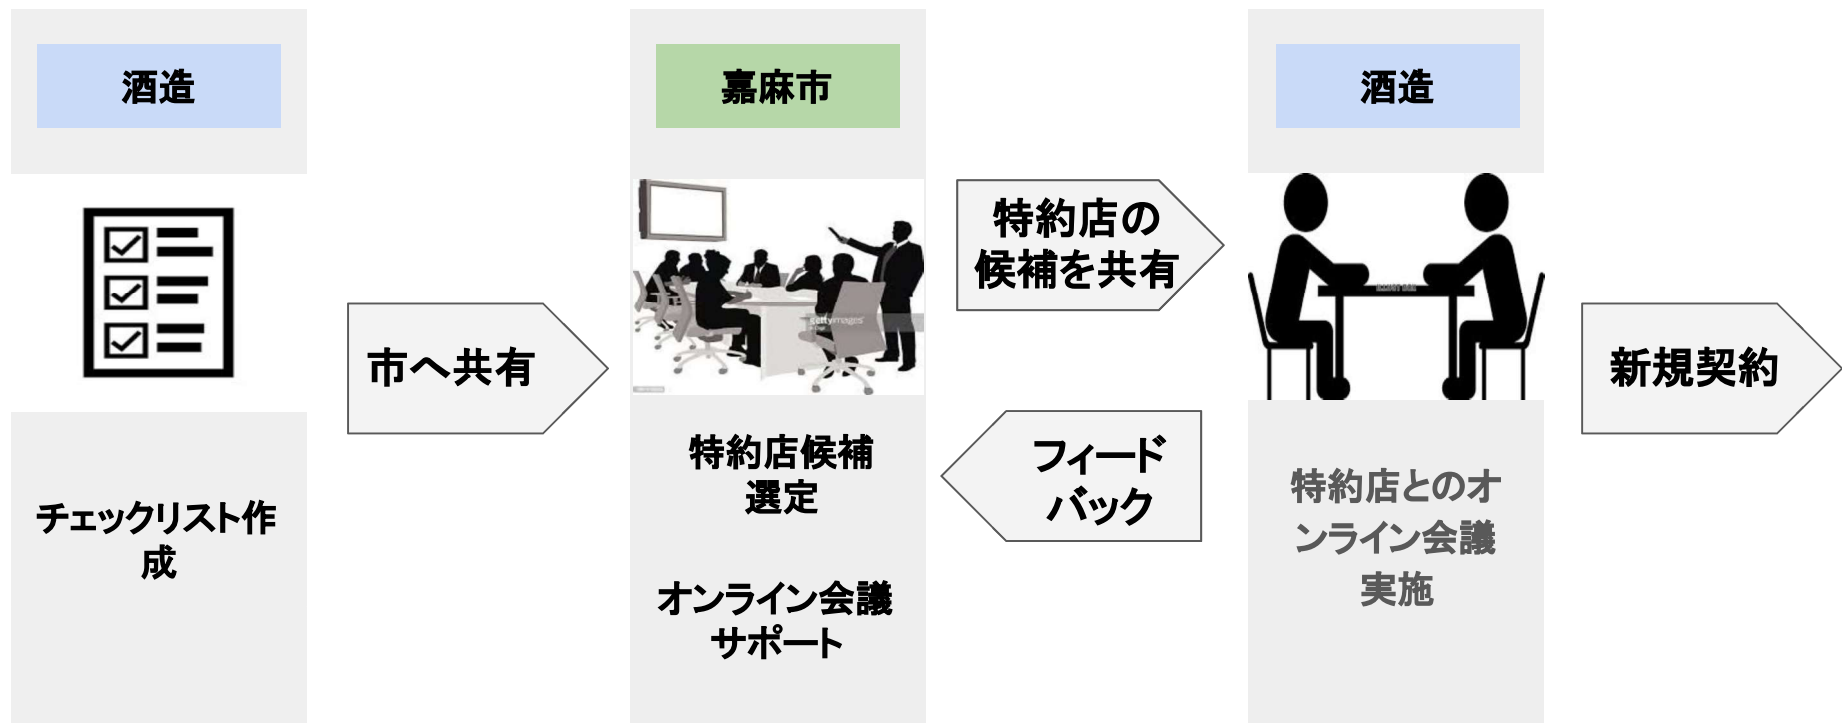 酒造
チェックリスト作
成
市へ共有
嘉麻市
gettyimages
特約店候補
選定
オンライン会議
サポート
特約店の
候補を共有
フィード
バック
酒造
特約店とのオ
ンライン会議
実施
新規契約